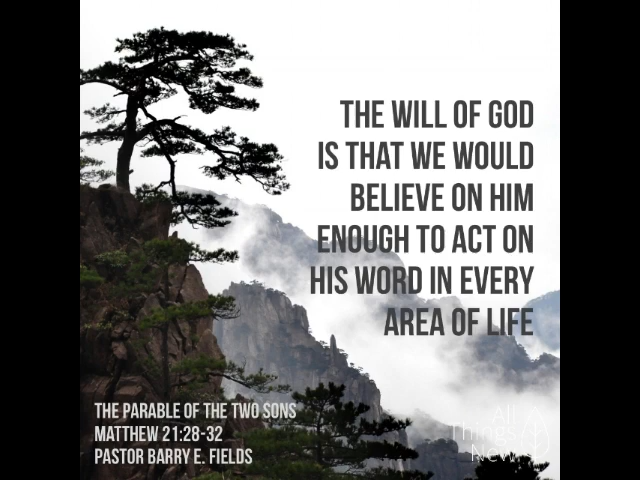 THE WILL OF GOD
IS THAT WE WOULD
BELIEVE ON HIM
ENOUGH TO ACT ON
HIS WORD IN EVERY
AREA OF LIFE
THE PARABLE OF THE TWO SONS
MATTHEW 21:28-32
PASTOR BARRY E. FIELDS
All
Things
New